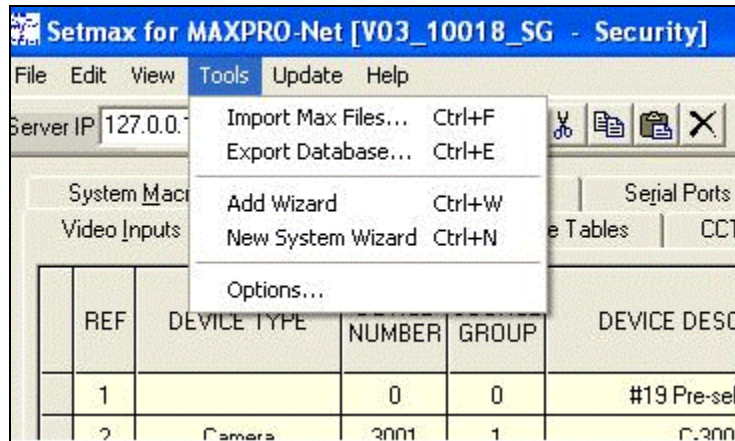 Setmax for MAXPRO-Net [V03_10018_SG - Security]
File Edit View Tools Update Help
Server IP 127.0.0.
Import Max Files... Ctrl+F
Export Database... Ctrl+E
Add Wizard Ctrl+W
New System Wizard Ctrl+N
Options...
System Macr Serial Ports
Video Inputs e Tables CCT
REF DEVICE TYPE NUMBER GROUP DEVICE DESC
1 0 0 #19 Pre-sel
2 Camera 3001 1 C-300